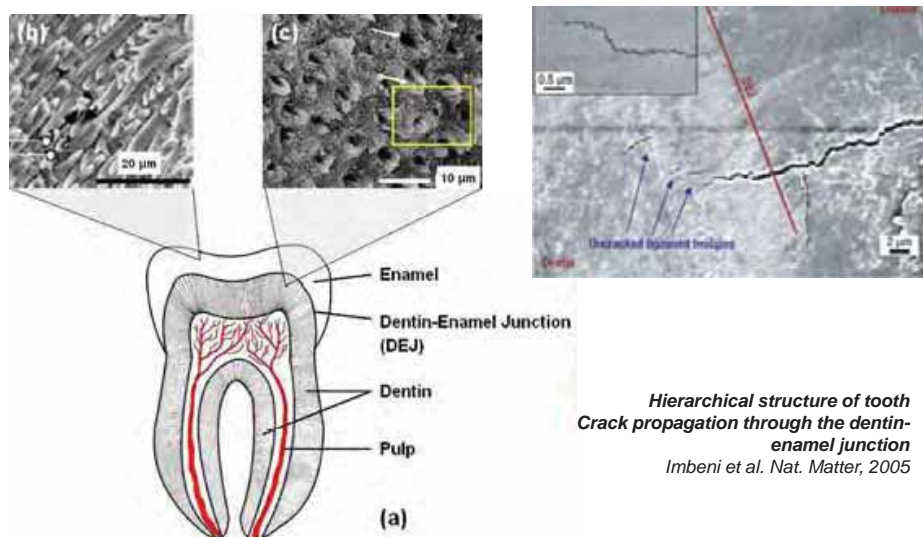 (b)
20 µm
(c)
10 µm
0.5 µm
DEJ
Uncracked ligament bridges
2 µm
Dentin
Enamel
Dentin-Enamel Junction
(DEJ)
Dentin
Pulp
(a)
Hierarchical structure of tooth
Crack propagation through the dentin-
enamel junction
Imbeni et al. Nat. Matter, 2005